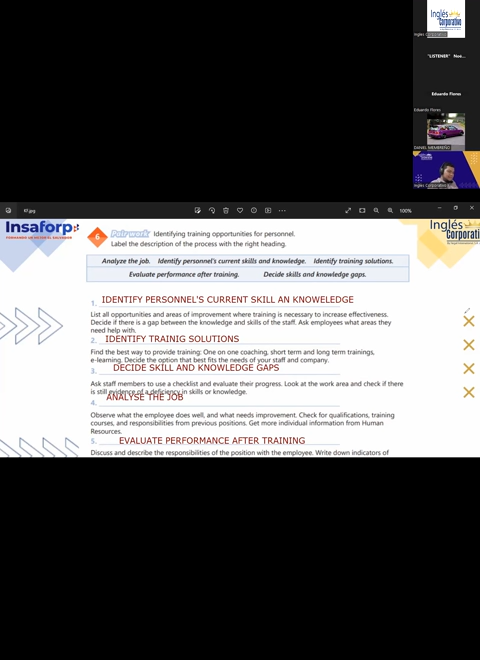 Inglés
Corporativo
Inglés Corporativo
"LISTENER" Noe...
Eduardo Flores
Eduardo Flores
Inglés Corporativo
67.jpg
100%
Insaforp
Inglés
Corporati
6 Pair work Identifying training opportunities for personnel.
Label the description of the process with the right heading.
Analyze the job. Identify personnel's current skills and knowledge. Identify training solutions.
Evaluate performance after training. Decide skills and knowledge gaps.
1. IDENTIFY PERSONNEL'S CURRENT SKILL AN KNOWLEDGE
List all opportunities and areas of improvement where training is necessary to increase effectiveness.
Decide if there is a gap between the knowledge and skills of the staff. Ask employees what areas they
need help with.
2. IDENTIFY TRAINIG SOLUTIONS
Find the best way to provide training: One on one coaching, short term and long term trainings,
e-learning. Decide the option that best fits the needs of your staff and company.
3. DECIDE SKILL AND KNOWLEDGE GAPS
Ask staff members to use a checklist and evaluate their progress. Look at the work area and check if there
is still evidence of a deficiency in skills or knowledge.
4. ANALYSE THE JOB
Observe what the employee does well, and what needs improvement. Check for qualifications, training
courses, and responsibilities from previous positions. Get more individual information from Human
Resources.
5. EVALUATE PERFORMANCE AFTER TRAINING
Discuss and describe the responsibilities of the position with the employee. Write down indicators of